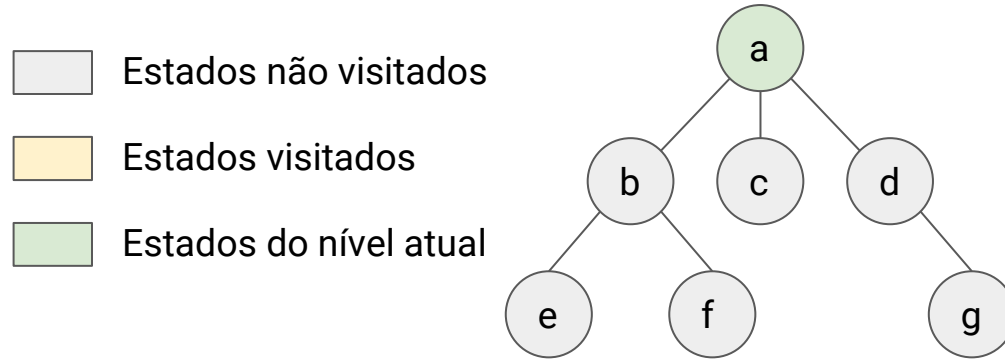 Estados não visitados
Estados visitados
Estados do nível atual
a
b c d
e f g